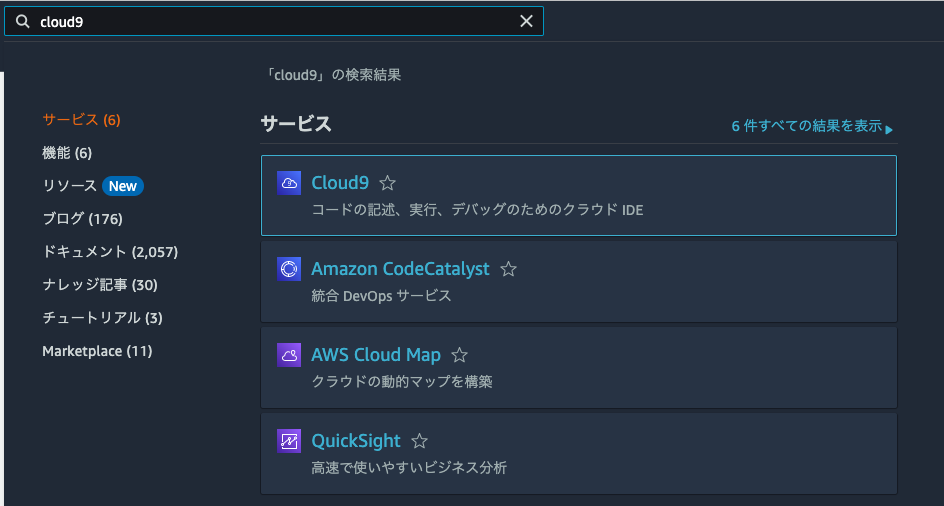 cloud9
「cloud9」の検索結果
サービス (6)
機能 (6)
リソース New
ブログ (176)
ドキュメント (2,057)
ナレッジ記事 (30)
チュートリアル (3)
Marketplace (11)
サービス
6 件すべての結果を表示
Cloud9
コードの記述、実行、デバッグのためのクラウド IDE
Amazon CodeCatalyst
統合 DevOps サービス
AWS Cloud Map
クラウドの動的マップを構築
QuickSight
高速で使いやすいビジネス分析